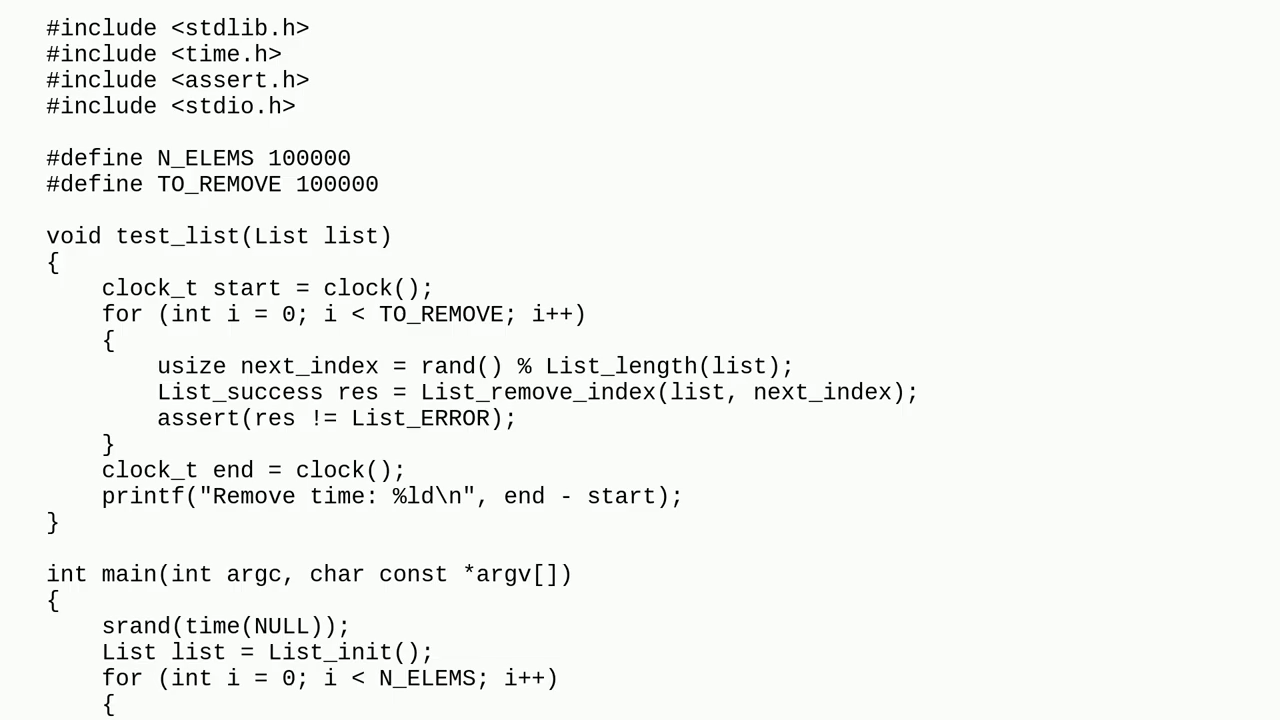 #include <stdlib.h>
#include <time.h>
#include <assert.h>
#include <stdio.h>

#define N_ELEMS 100000
#define TO_REMOVE 100000

void test_list(List list)
{
    clock_t start = clock();
    for (int i = 0; i < TO_REMOVE; i++)
    {
        usize next_index = rand() % List_length(list);
        List_success res = List_remove_index(list, next_index);
        assert(res != List_ERROR);
    }
    clock_t end = clock();
    printf("Remove time: %ld\n", end - start);
}

int main(int argc, char const *argv[])
{
    srand(time(NULL));
    List list = List_init();
    for (int i = 0; i < N_ELEMS; i++)
    {